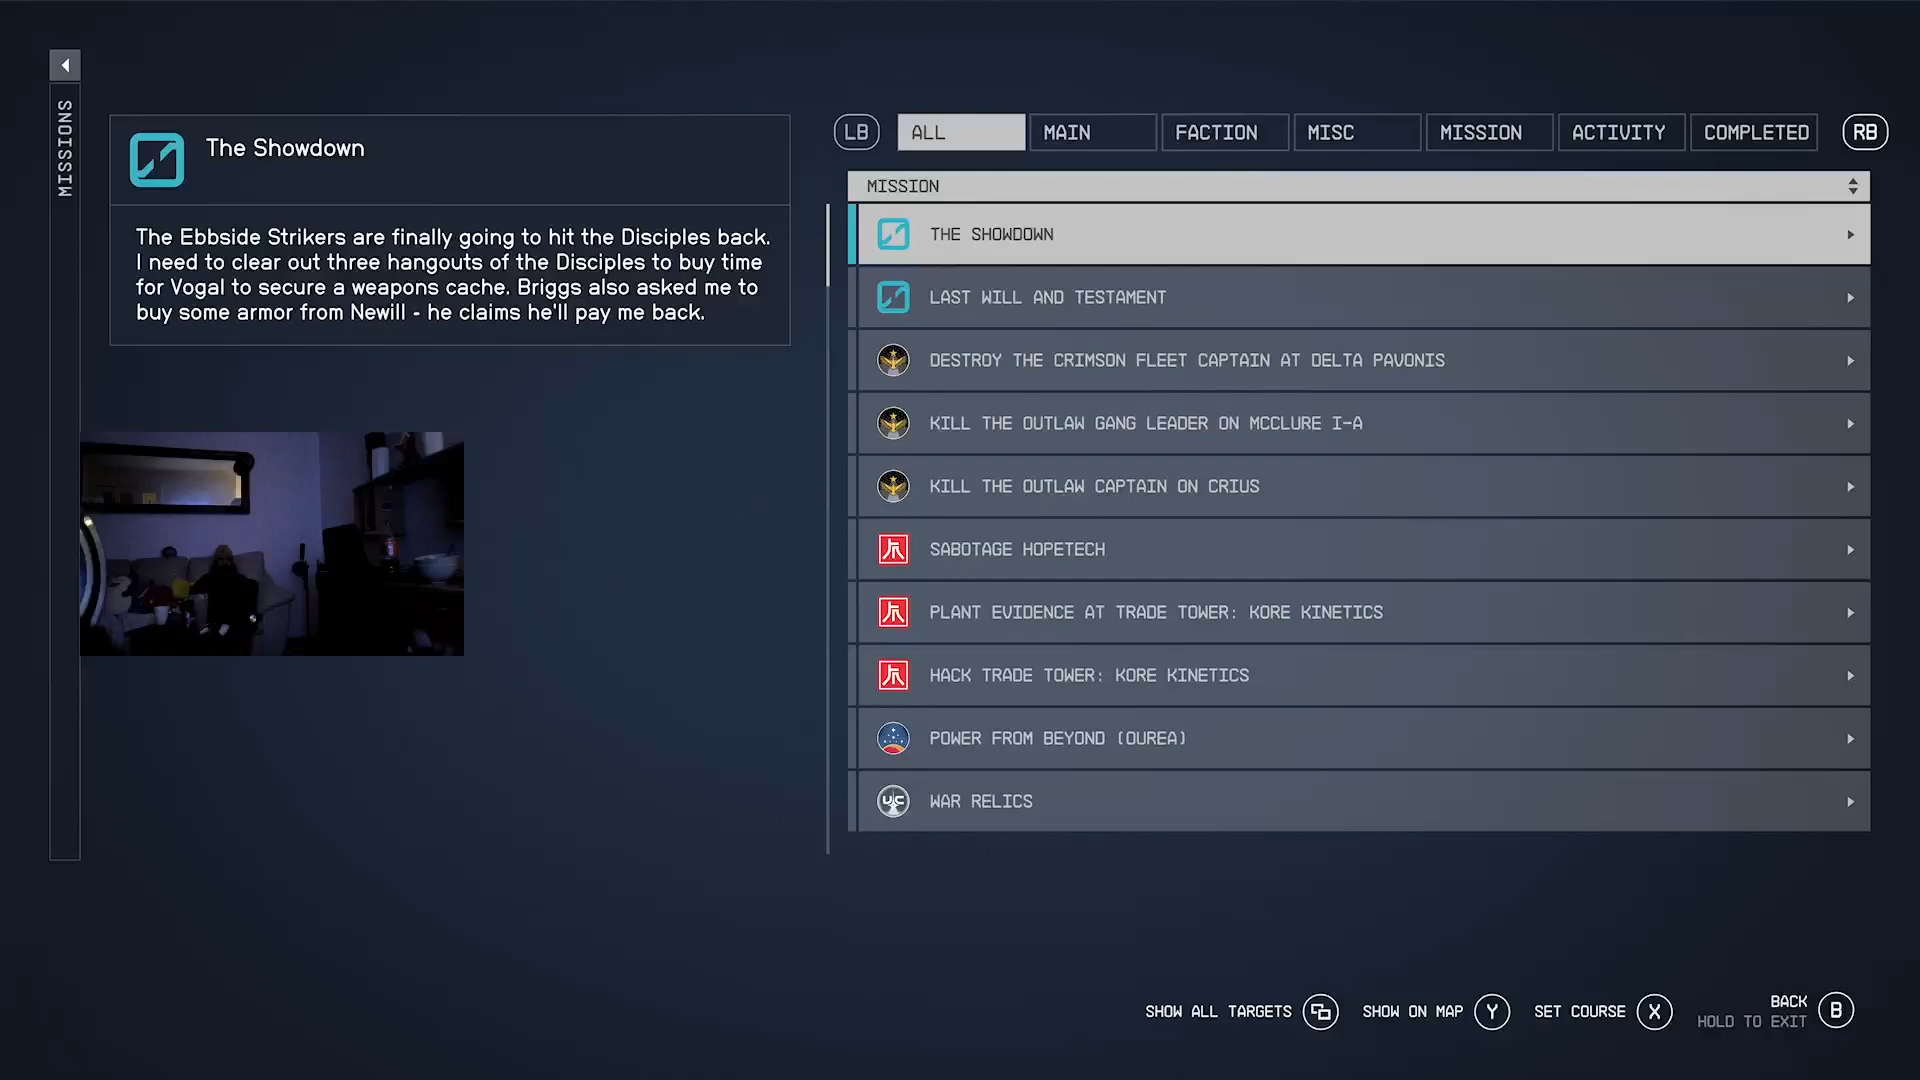 MISSIONS
The Showdown
The Ebbside Strikers are finally going to hit the Disciples back.
I need to clear out three hangouts of the Disciples to buy time
for Vogal to secure a weapons cache. Briggs also asked me to
buy some armor from Newill - he claims he'll pay me back.
LB ALL MAIN FACTION MISC MISSION ACTIVITY COMPLETED RB
MISSION
THE SHOWDOWN
LAST WILL AND TESTAMENT
DESTROY THE CRIMSON FLEET CAPTAIN AT DELTA PAVONIS
KILL THE OUTLAW GANG LEADER ON MCCLURE I-A
KILL THE OUTLAW CAPTAIN ON CRIUS
SABOTAGE HOPETECH
PLANT EVIDENCE AT TRADE TOWER: KORE KINETICS
HACK TRADE TOWER: KORE KINETICS
POWER FROM BEYOND (OUREA)
UC WAR RELICS
SHOW ALL TARGETS SHOW ON MAP Y SET COURSE X BACK B
HOLD TO EXIT